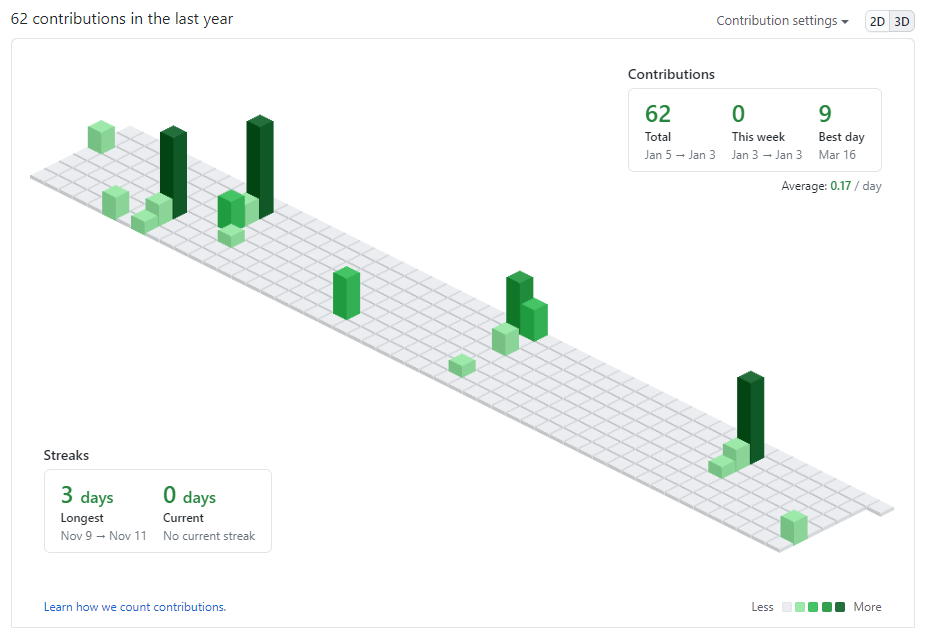 62 contributions in the last year
Contribution settings
2D 3D
Contributions
62 0 9
Total This week Best day
Jan 5 → Jan 3 Jan 3 → Jan 3 Mar 16
Average: 0.17 / day
Streaks
3 days 0 days
Longest Current
Nov 9 → Nov 11 No current streak
Learn how we count contributions.
Less More